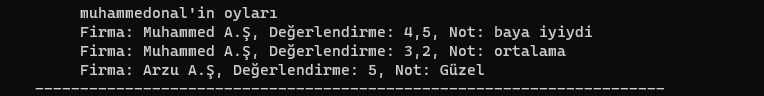 muhammedonal'in oyları
Firma: Muhammed A.Ş, Değerlendirme: 4,5, Not: baya iyiydi
Firma: Muhammed A.Ş, Değerlendirme: 3,2, Not: ortalama
Firma: Arzu A.Ş, Değerlendirme: 5, Not: Güzel
----------------------------------------------------------------------